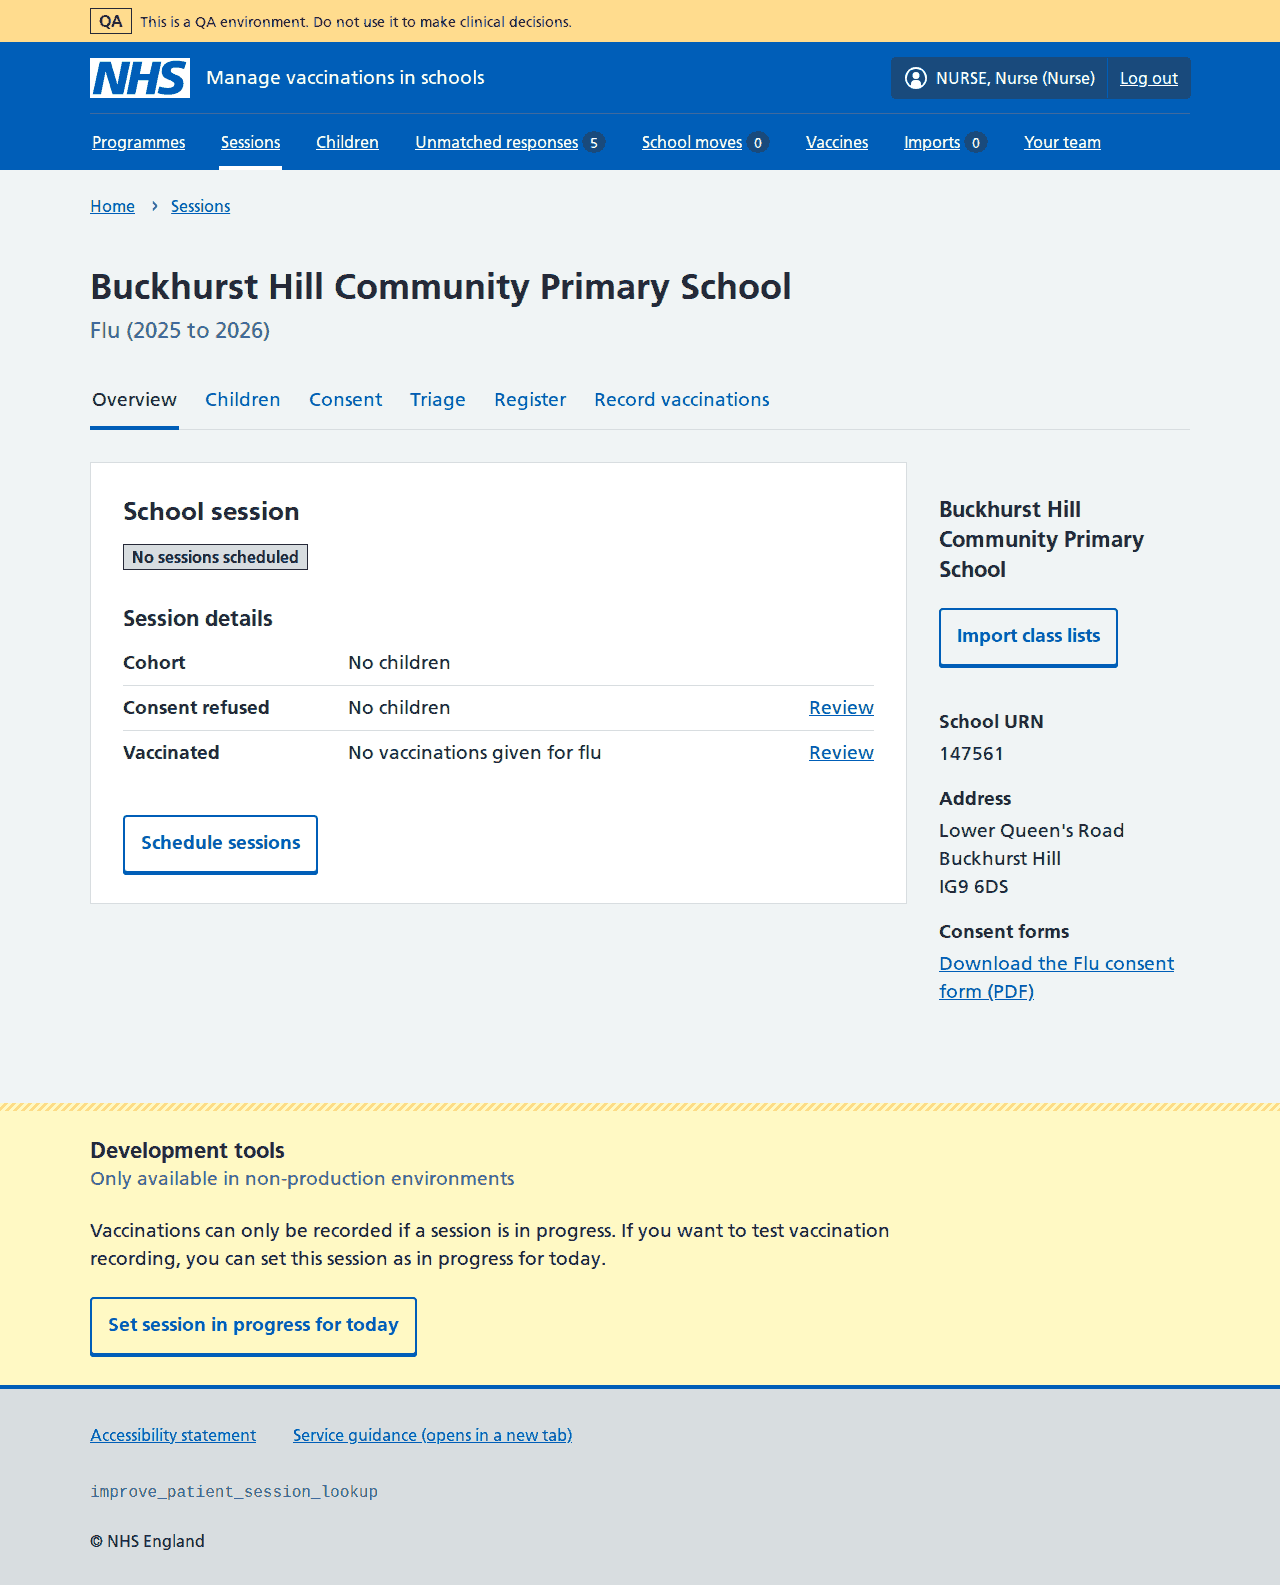 QA This is a QA environment. Do not use it to make clinical decisions.
NHS Manage vaccinations in schools NURSE, Nurse (Nurse) Log out
Programmes Sessions Children Unmatched responses 5 School moves 0 Vaccines Imports 0 Your team
Home Sessions
Buckhurst Hill Community Primary School
Flu (2025 to 2026)
Overview Children Consent Triage Register Record vaccinations
School session
No sessions scheduled
Session details
Cohort No children
Consent refused No children Review
Vaccinated No vaccinations given for flu Review
Schedule sessions
Buckhurst Hill
Community Primary
School
Import class lists
School URN
147561
Address
Lower Queen's Road
Buckhurst Hill
IG9 6DS
Consent forms
Download the Flu consent
form (PDF)
Development tools
Only available in non-production environments
Vaccinations can only be recorded if a session is in progress. If you want to test vaccination
recording, you can set this session as in progress for today.
Set session in progress for today
Accessibility statement Service guidance (opens in a new tab)
improve_patient_session_lookup
© NHS England